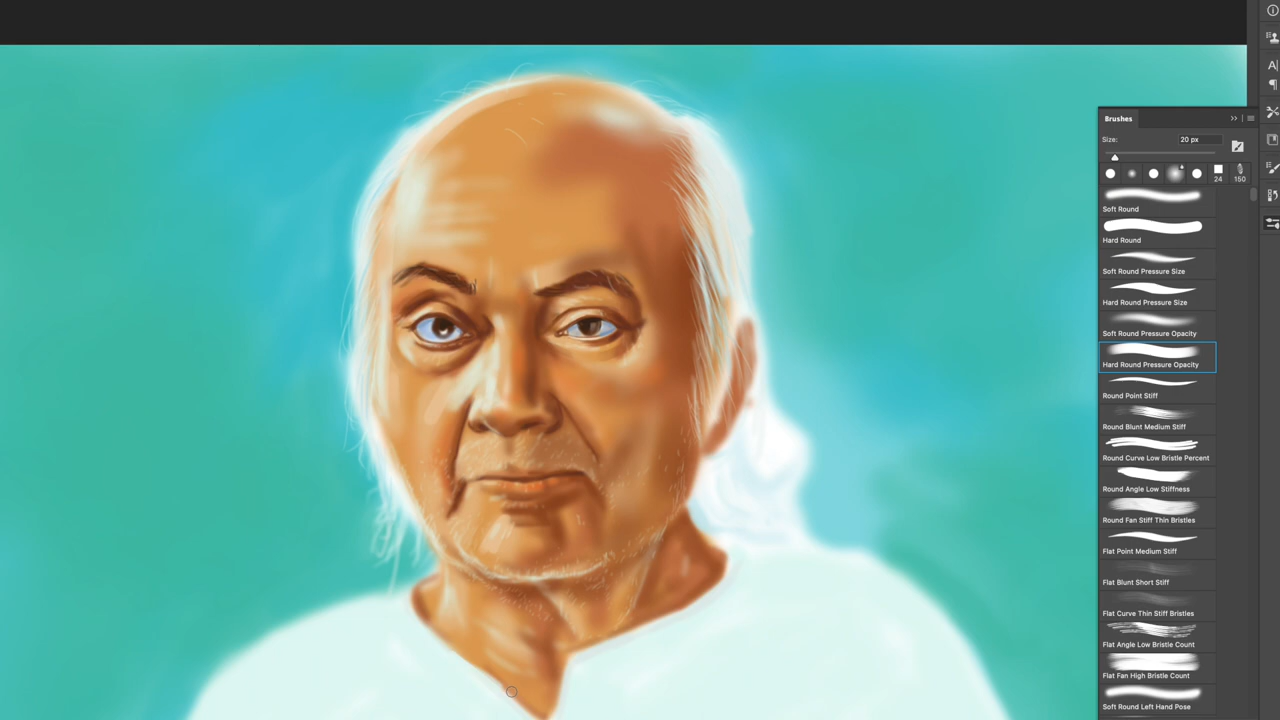 Brushes
Size:
20 px
24
150
Soft Round
Hard Round
Soft Round Pressure Size
Hard Round Pressure Size
Soft Round Pressure Opacity
Hard Round Pressure Opacity
Round Point Stiff
Round Blunt Medium Stiff
Round Curve Low Bristle Percent
Round Angle Low Stiffness
Round Fan Stiff Thin Bristles
Flat Point Medium Stiff
Flat Blunt Short Stiff
Flat Curve Thin Stiff Bristles
Flat Angle Low Bristle Count
Flat Fan High Bristle Count
Soft Round Left Hand Pose